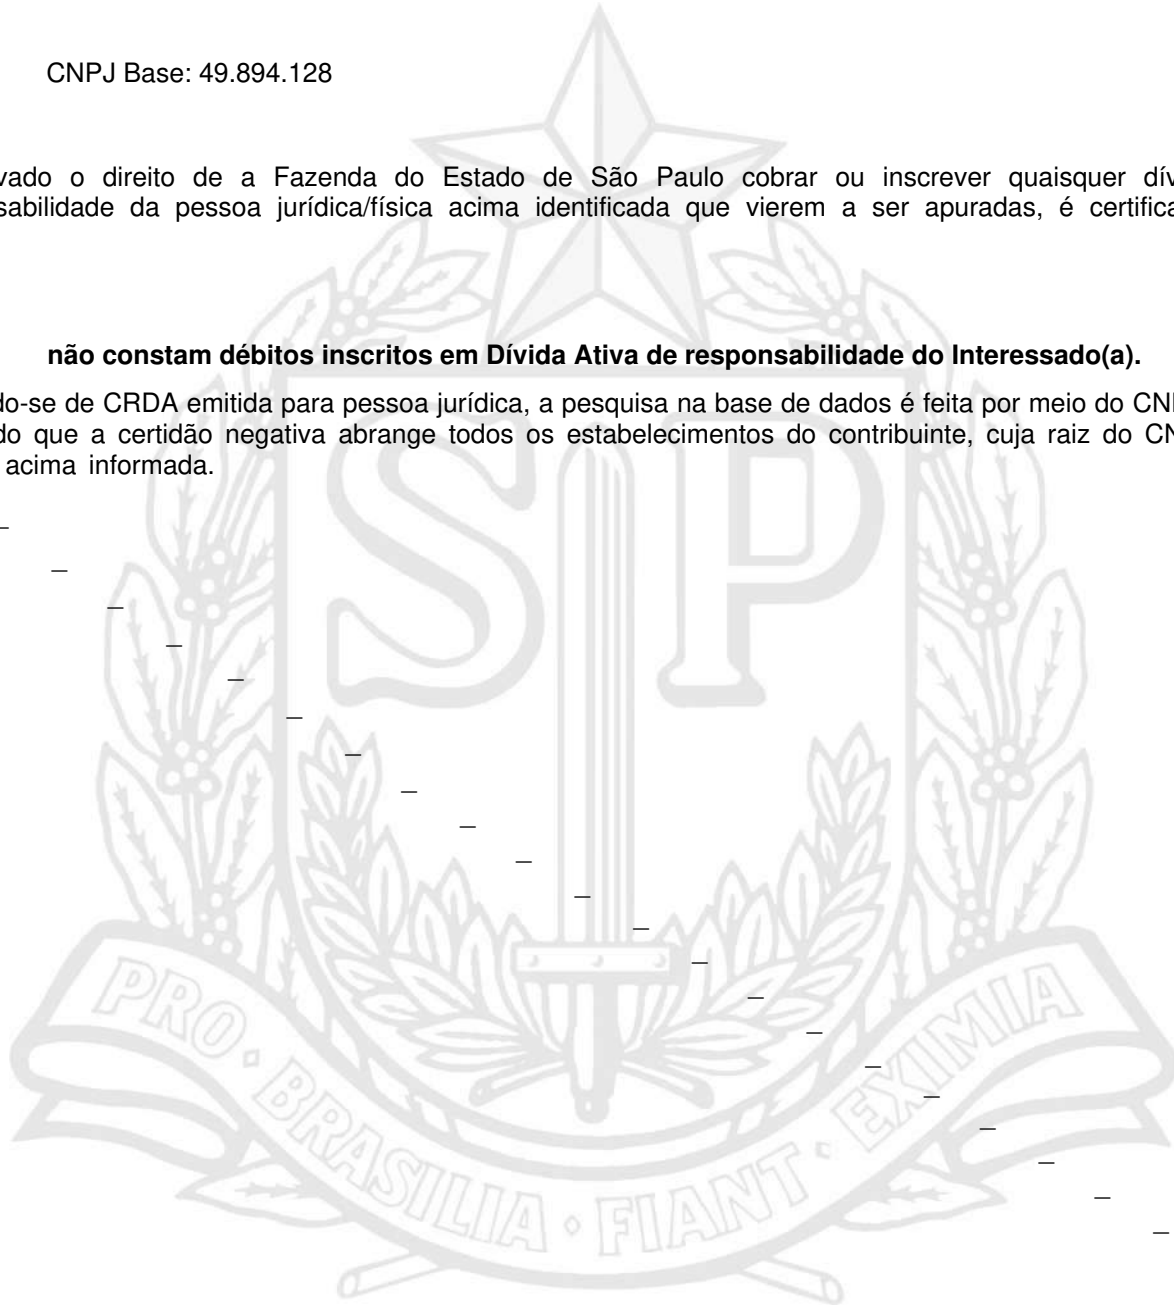 CNPJ Base: 49.894.128
vado o direito de a Fazenda do Estado de São Paulo cobrar ou inscrever quaisquer dív
sabilidade da pessoa jurídica/física acima identificada que vierem a ser apuradas, é certifica
não constam débitos inscritos em Dívida Ativa de responsabilidade do Interessado(a).
do-se de CRDA emitida para pessoa jurídica, a pesquisa na base de dados é feita por meio do CN
do que a certidão negativa abrange todos os estabelecimentos do contribuinte, cuja raiz do CN
acima informada.
SP
PRO • BRASILIA • FIANT • EXIMIA